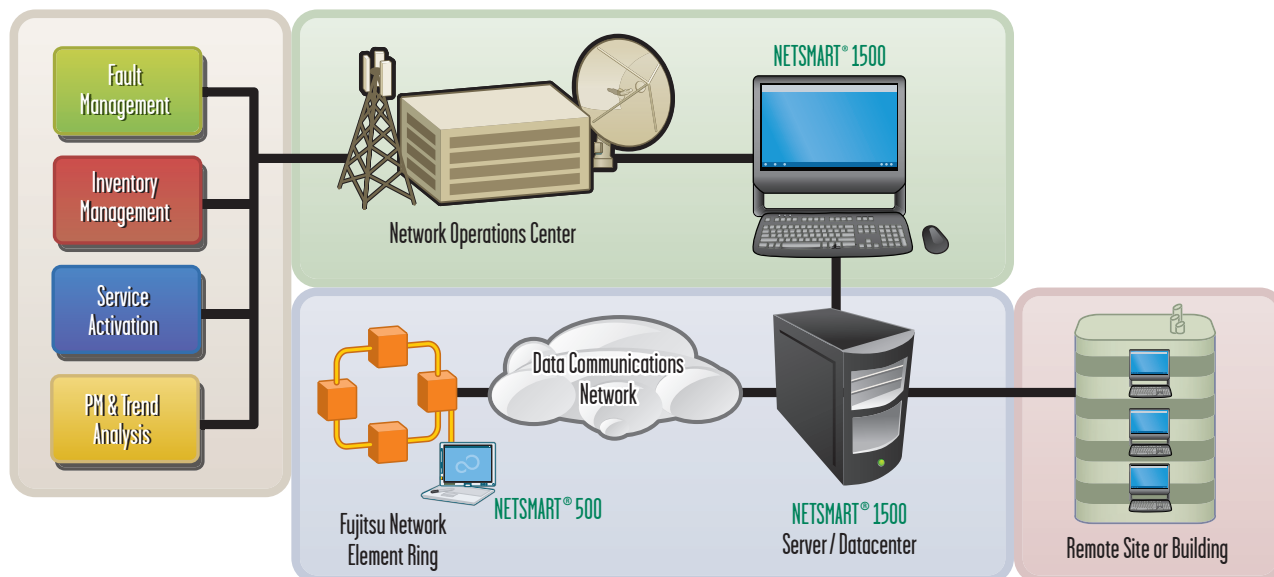 Fault
Management
Inventory
Management
Service
Activation
PM & Trend
Analysis
Network Operations Center
NETSMART® 1500
Data Communications
Network
Fujitsu Network
Element Ring
NETSMART® 500
NETSMART® 1500
Server / Datacenter
Remote Site or Building